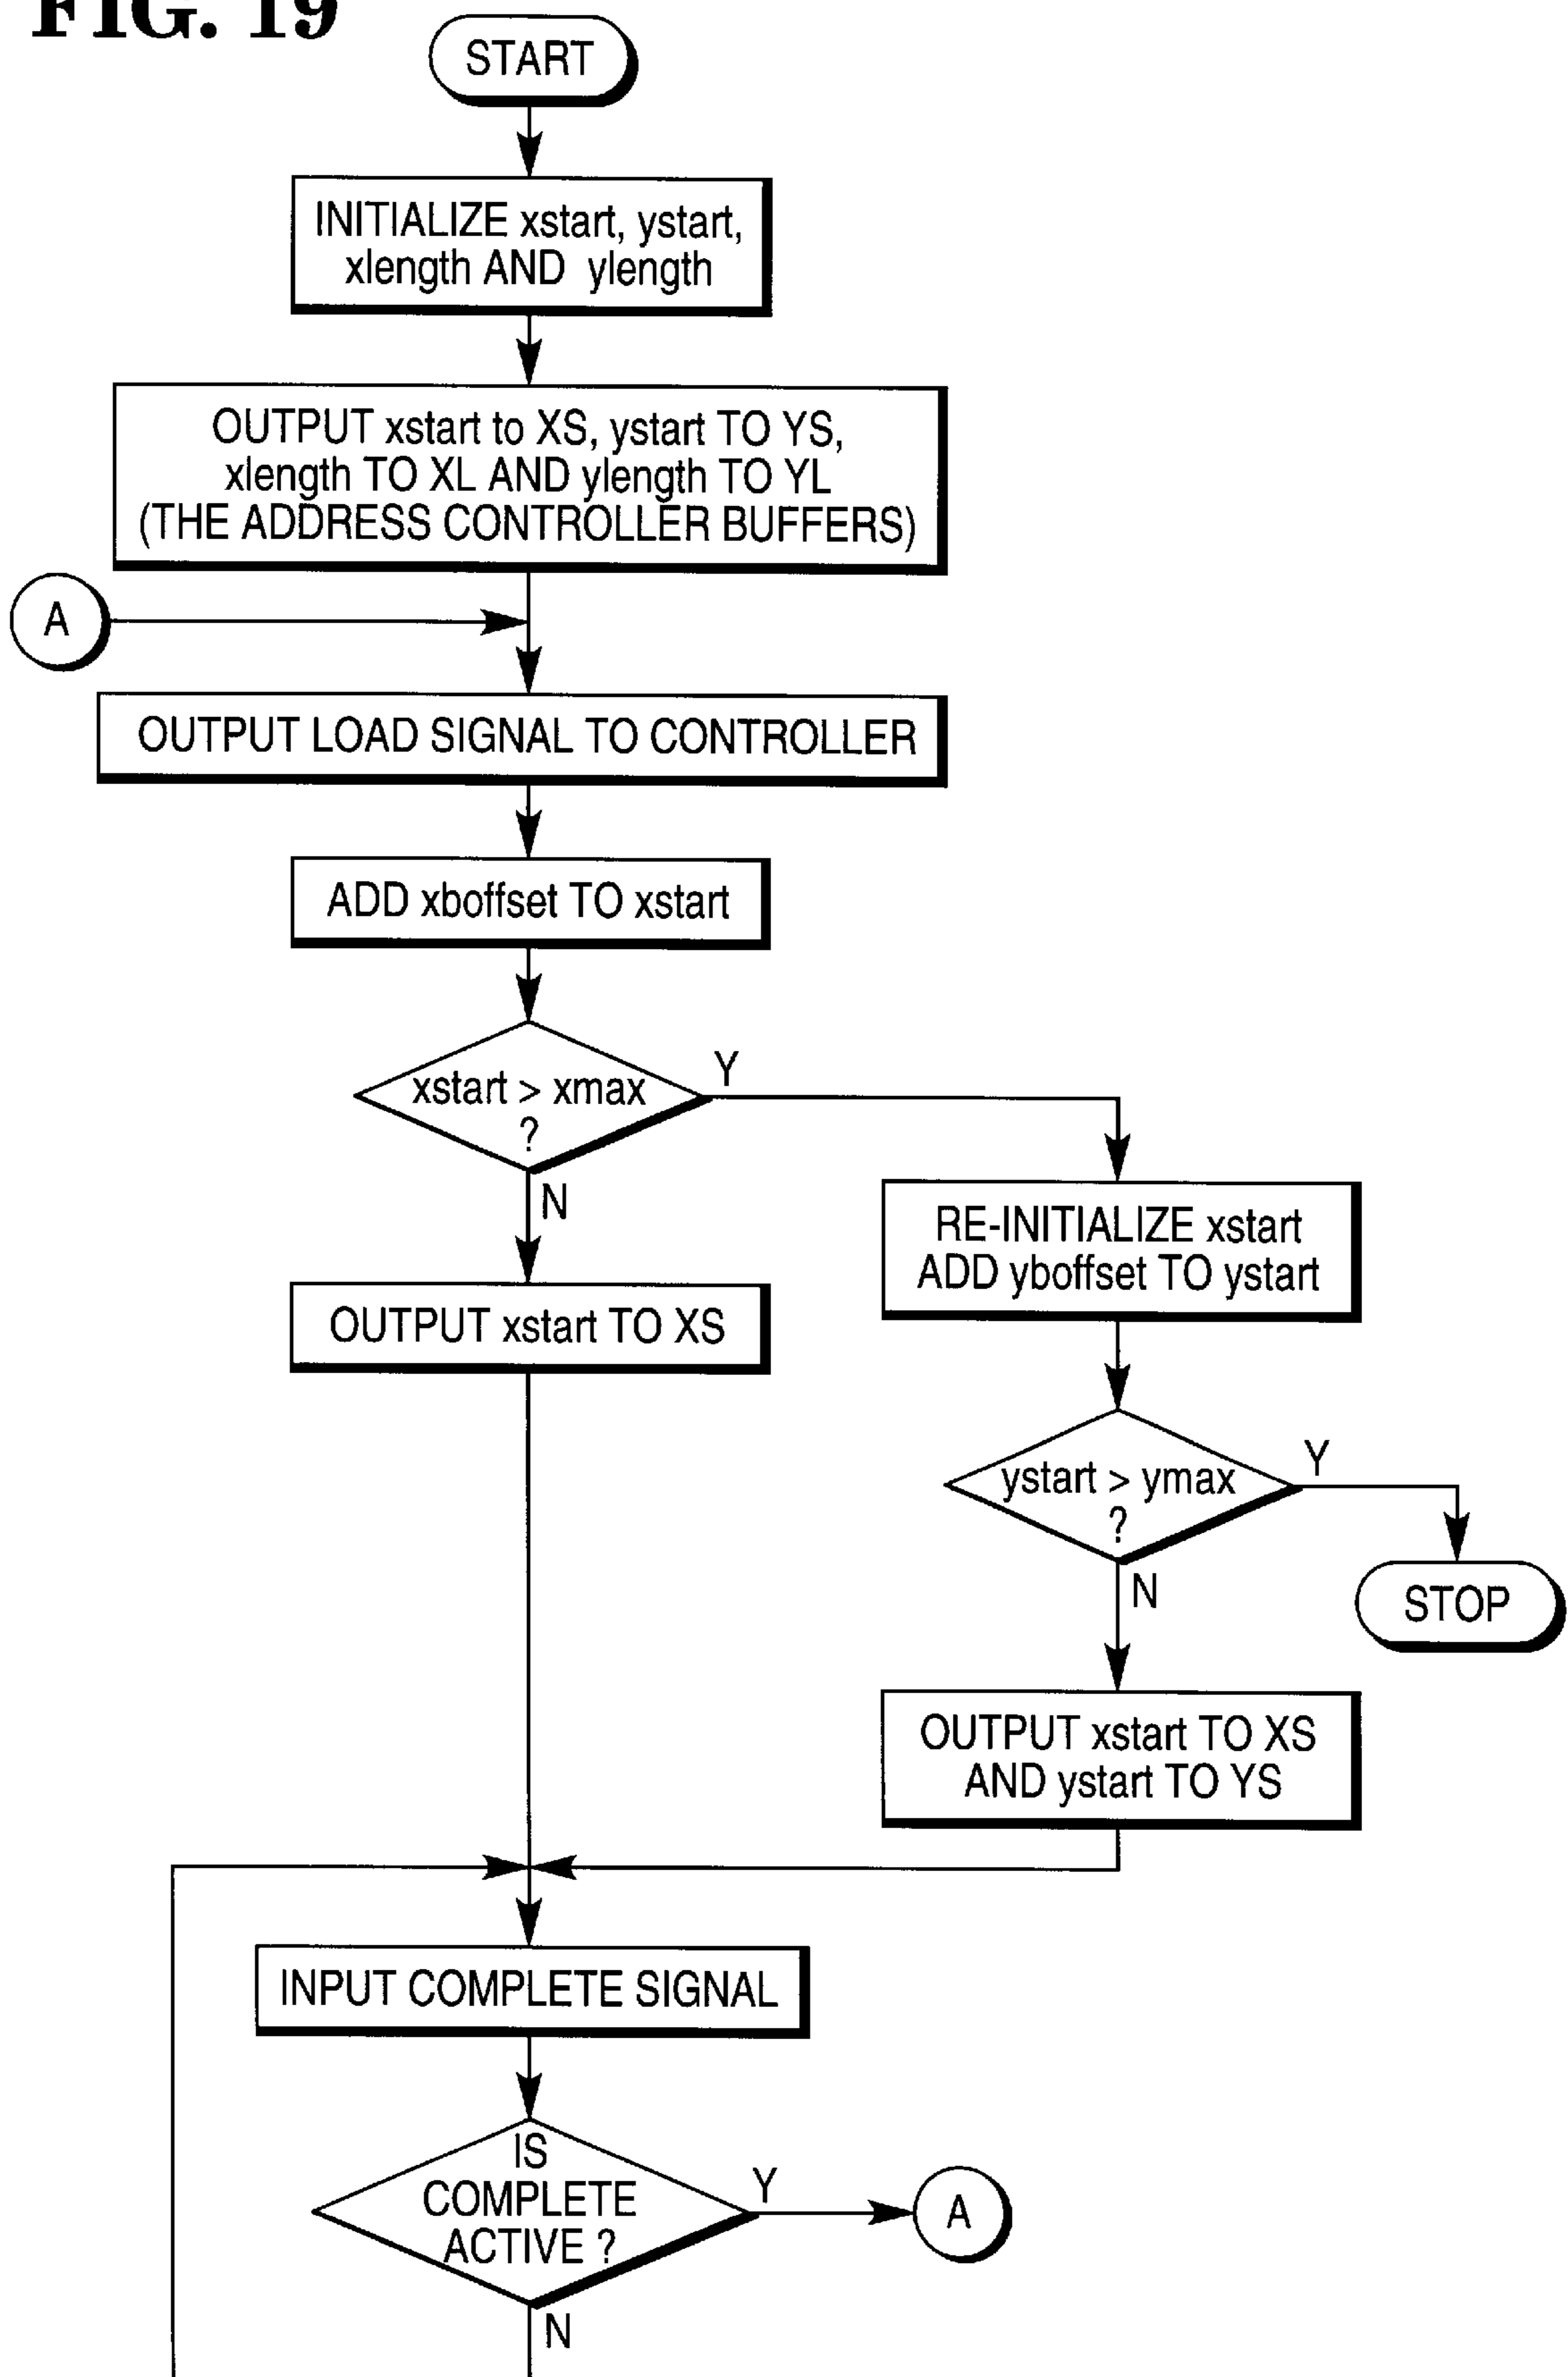 FIG. 19
START
INITIALIZE xstart, ystart,
xlength AND ylength
OUTPUT xstart to XS, ystart TO YS,
xlength TO XL AND ylength TO YL
(THE ADDRESS CONTROLLER BUFFERS)
A
OUTPUT LOAD SIGNAL TO CONTROLLER
ADD xboffset TO xstart
xstart > xmax
?
Y
N
RE-INITIALIZE xstart
ADD yboffset TO ystart
OUTPUT xstart TO XS
ystart > ymax
?
Y
N
STOP
OUTPUT xstart TO XS
AND ystart TO YS
INPUT COMPLETE SIGNAL
IS
COMPLETE
ACTIVE ?
Y
A
N